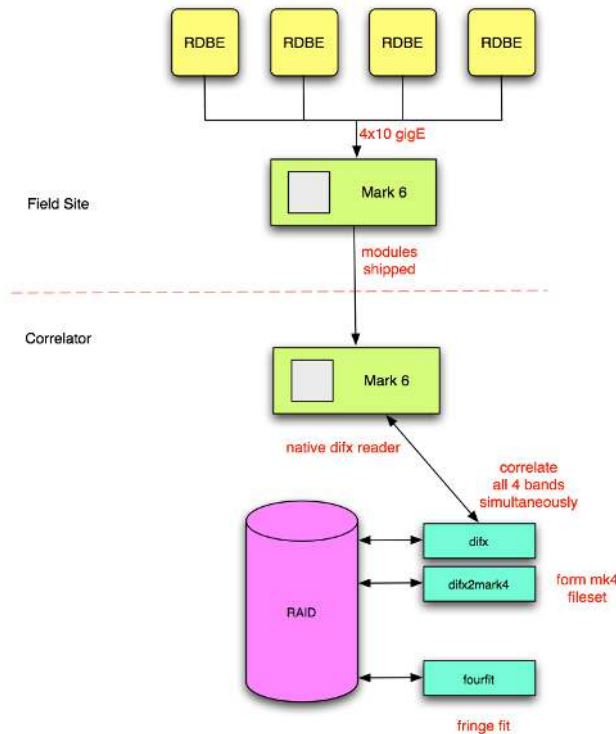 RDBE
RDBE
RDBE
RDBE
4x10 gigE
Mark 6
Field Site
modules
shipped
Correlator
Mark 6
native difx reader
correlate
all 4 bands
simultaneously
difx
difx2mark4
form mk4
fileset
RAID
fourfit
fringe fit